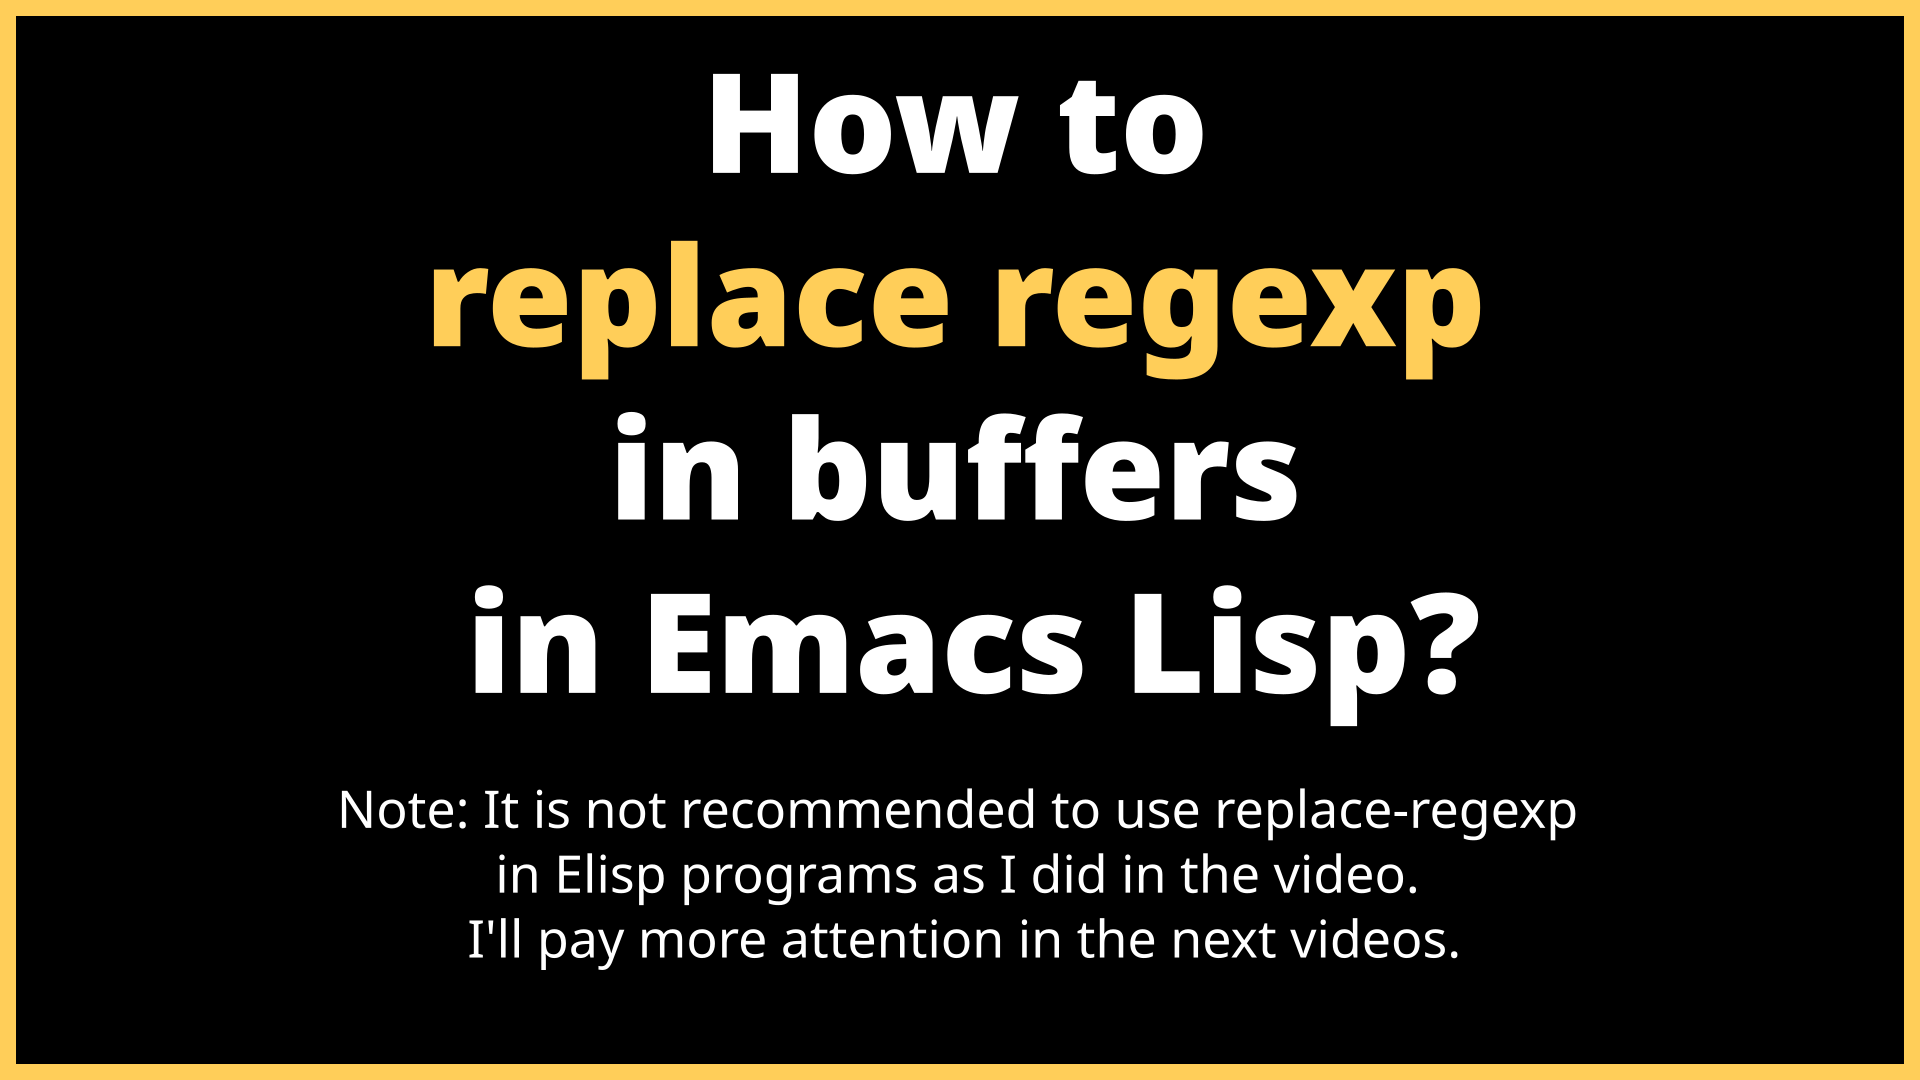 How to
replace regexp
in buffers
in Emacs Lisp?
Note: It is not recommended to use replace-regexp
in Elisp programs as I did in the video.
I'll pay more attention in the next videos.